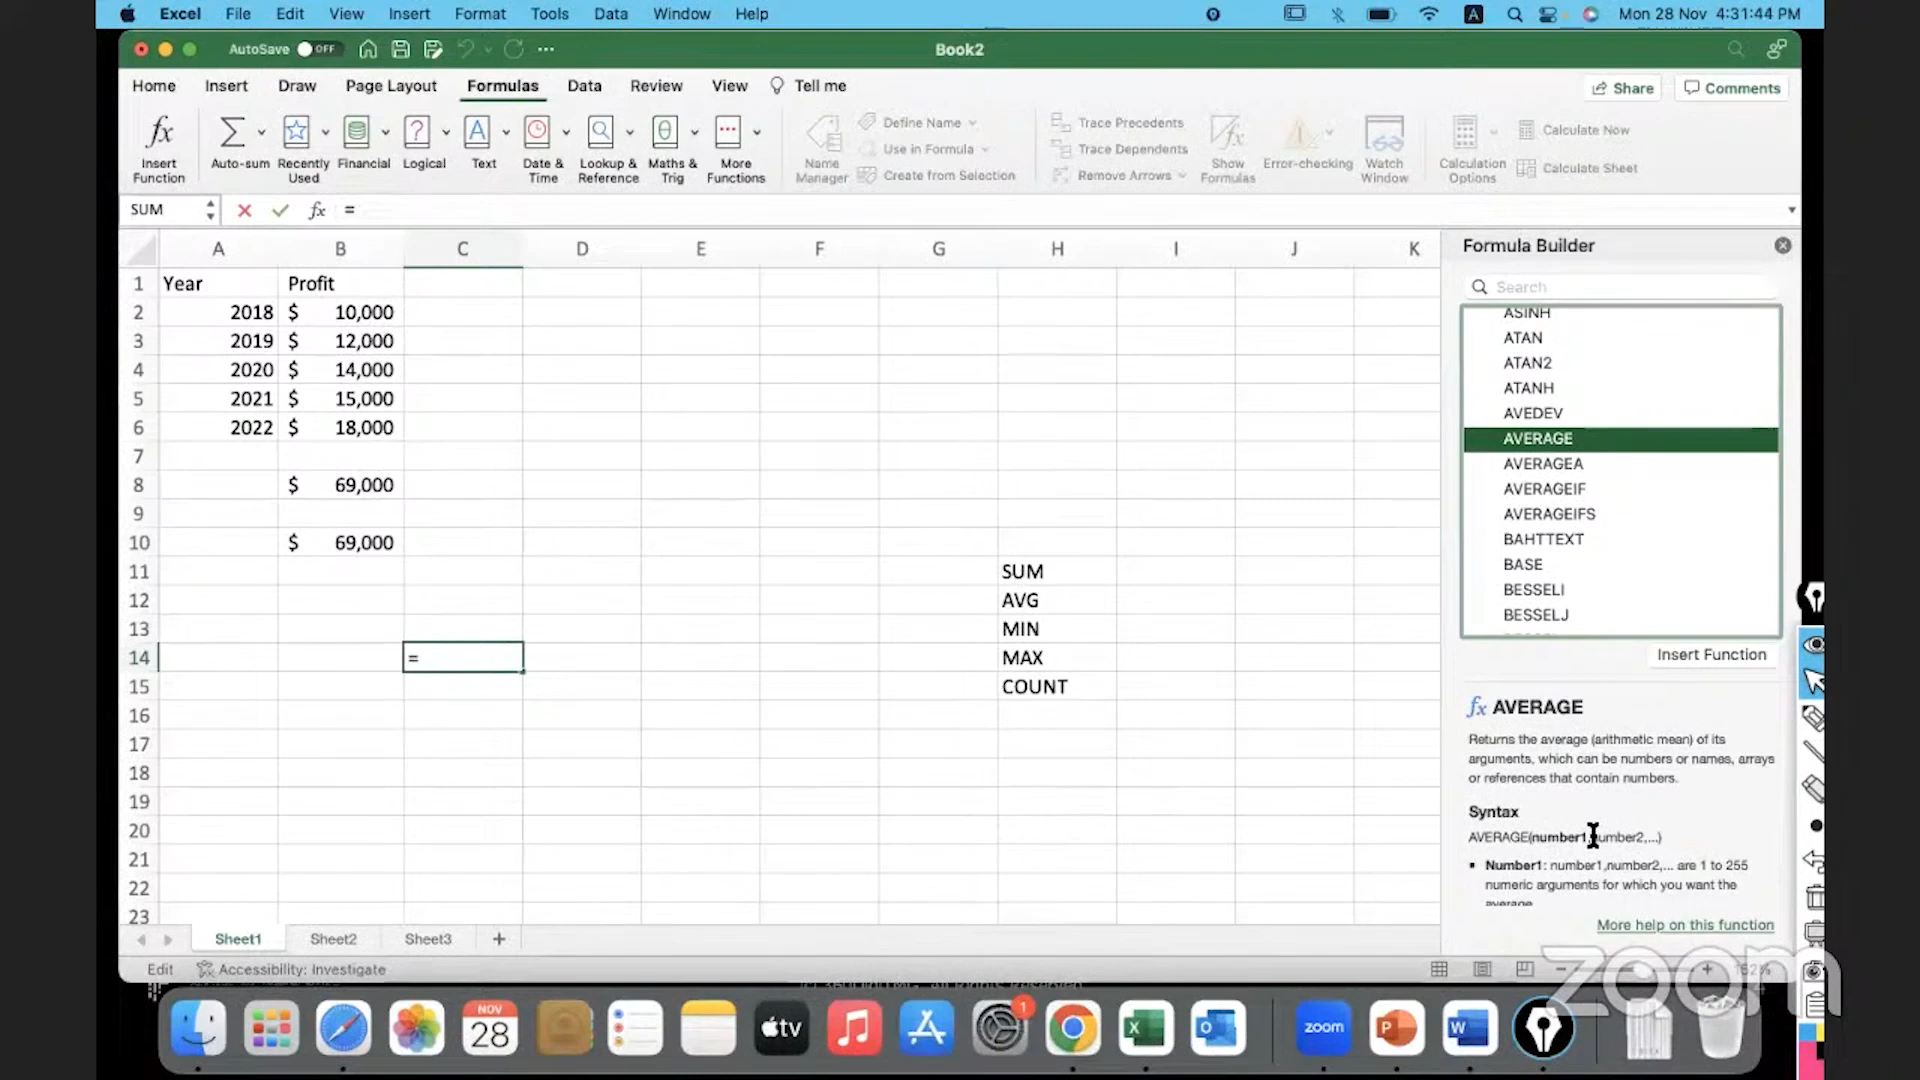 Excel File Edit View Insert Format Tools Data Window Help A Mon 28 Nov 4:31:44 PM
AutoSave OFF Book2
Home Insert Draw Page Layout Formulas Data Review View Tell me Share Comments
Insert Function Auto-sum Recently Used Financial Logical Text Date & Time Lookup & Reference Maths & Trig More Functions Name Manager Define Name Use in Formula Create from Selection Trace Precedents Trace Dependents Remove Arrows Show Formulas Error-checking Watch Window Calculation Options Calculate Now Calculate Sheet
SUM fx =
A B C D E F G H I J K
1 Year Profit
2 2018 $ 10,000
3 2019 $ 12,000
4 2020 $ 14,000
5 2021 $ 15,000
6 2022 $ 18,000
7
8 $ 69,000
9
10 $ 69,000
11 SUM
12 AVG
13 MIN
14 = MAX
15 COUNT
16
17
18
19
20
21
22
23
Formula Builder
Search
ASINH
ATAN
ATAN2
ATANH
AVEDEV
AVERAGE
AVERAGEA
AVERAGEIF
AVERAGEIFS
BAHTTEXT
BASE
BESSELI
BESSELJ
Insert Function
fx AVERAGE
Returns the average (arithmetic mean) of its
arguments, which can be numbers or names, arrays
or references that contain numbers.
Syntax
AVERAGE(number1,number2,...)
▪ Number1: number1,number2,... are 1 to 255
numeric arguments for which you want the
average
More help on this function
Sheet1 Sheet2 Sheet3 +
Edit Accessibility: Investigate
zoom
NOV
28
tv
1
X
O
zoom
P
W